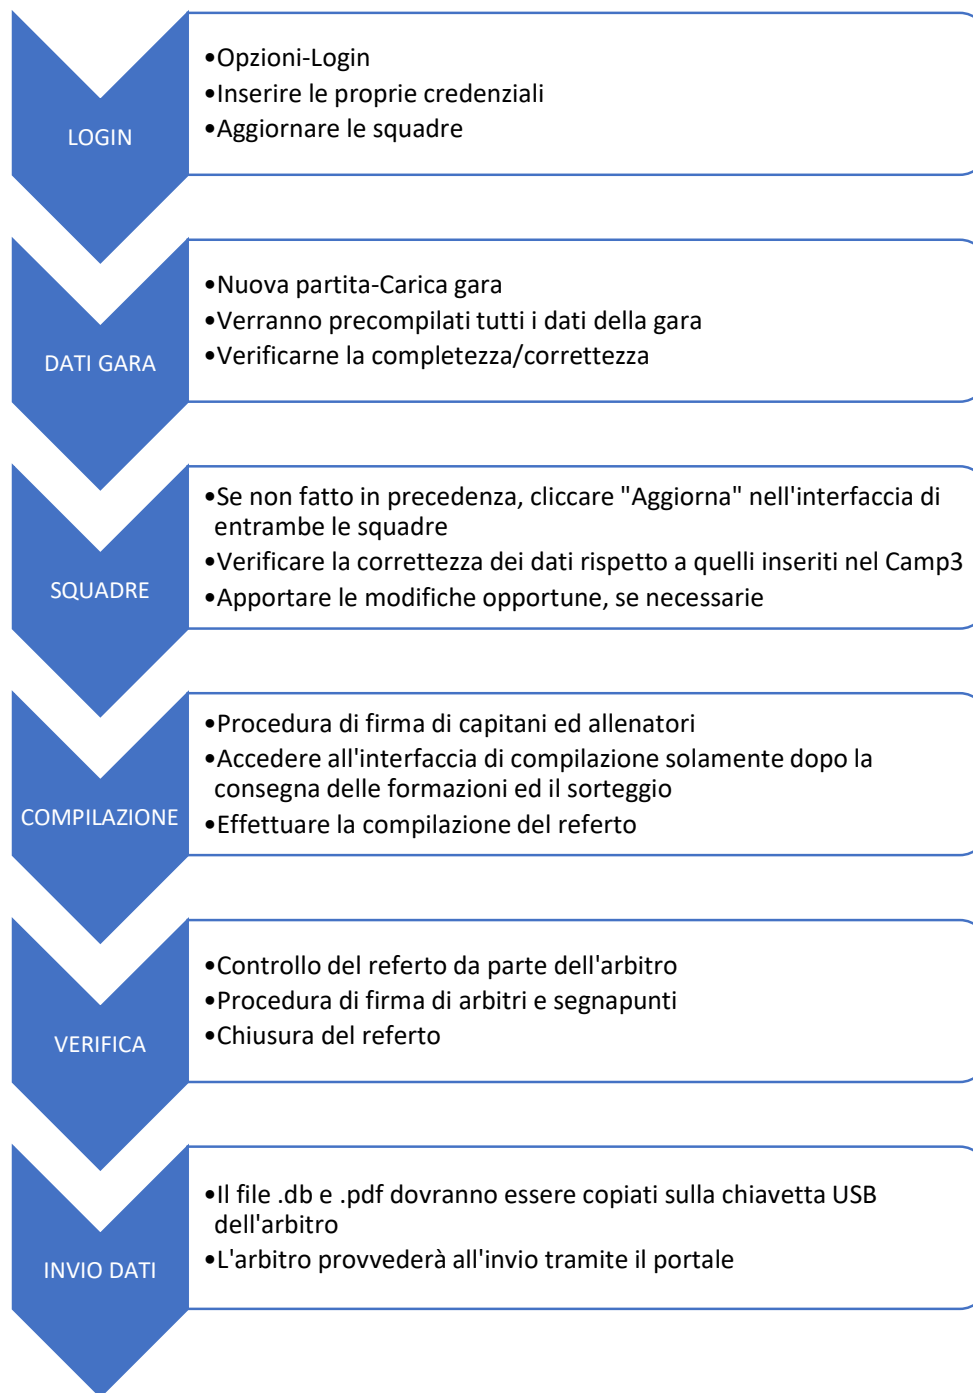 LOGIN
•Opzioni-Login
•Inserire le proprie credenziali
•Aggiornare le squadre
DATI GARA
•Nuova partita-Carica gara
•Verranno precompilati tutti i dati della gara
•Verificarne la completezza/correttezza
SQUADRE
•Se non fatto in precedenza, cliccare "Aggiorna" nell'interfaccia di
entrambe le squadre
•Verificare la correttezza dei dati rispetto a quelli inseriti nel Camp3
•Apportare le modifiche opportune, se necessarie
COMPILAZIONE
•Procedura di firma di capitani ed allenatori
•Accedere all'interfaccia di compilazione solamente dopo la
consegna delle formazioni ed il sorteggio
•Effettuare la compilazione del referto
VERIFICA
•Controllo del referto da parte dell'arbitro
•Procedura di firma di arbitri e segnapunti
•Chiusura del referto
INVIO DATI
•Il file .db e .pdf dovranno essere copiati sulla chiavetta USB
dell'arbitro
•L'arbitro provvederà all'invio tramite il portale